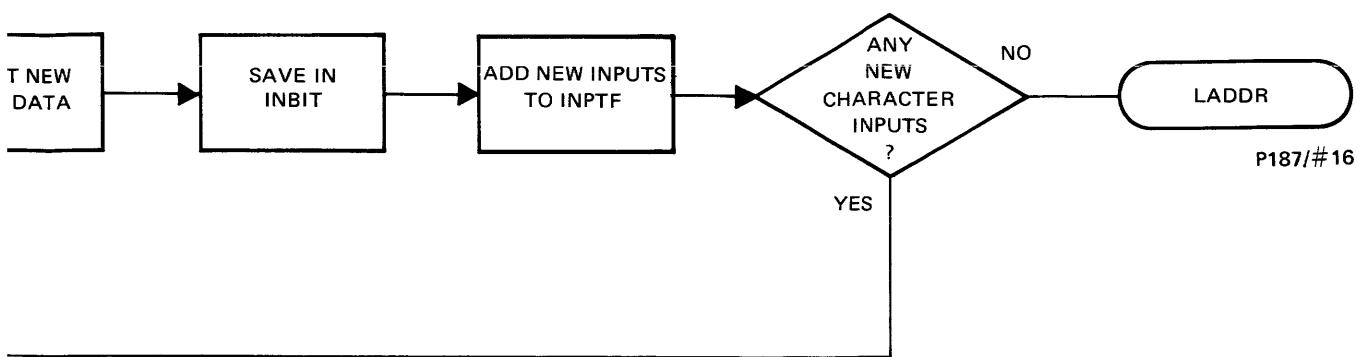 T NEW
DATA
SAVE IN
INBIT
ADD NEW INPUTS
TO INPTF
ANY
NEW
CHARACTER
INPUTS
?
NO
YES
LADDR
P187/#16